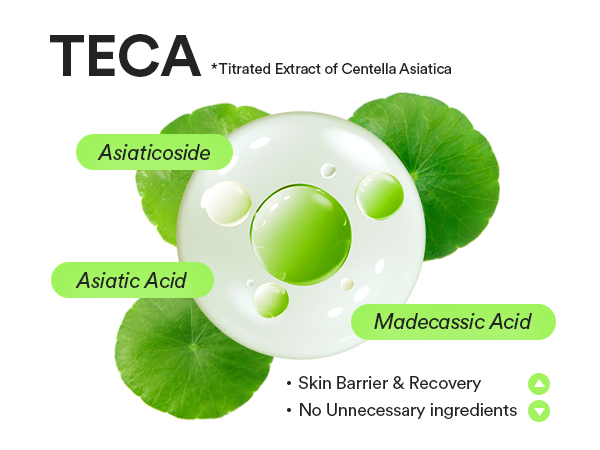 TECA *Titrated Extract of Centella Asiatica
Asiaticoside
Asiatic Acid
Madecassic Acid
• Skin Barrier & Recovery
• No Unnecessary ingredients